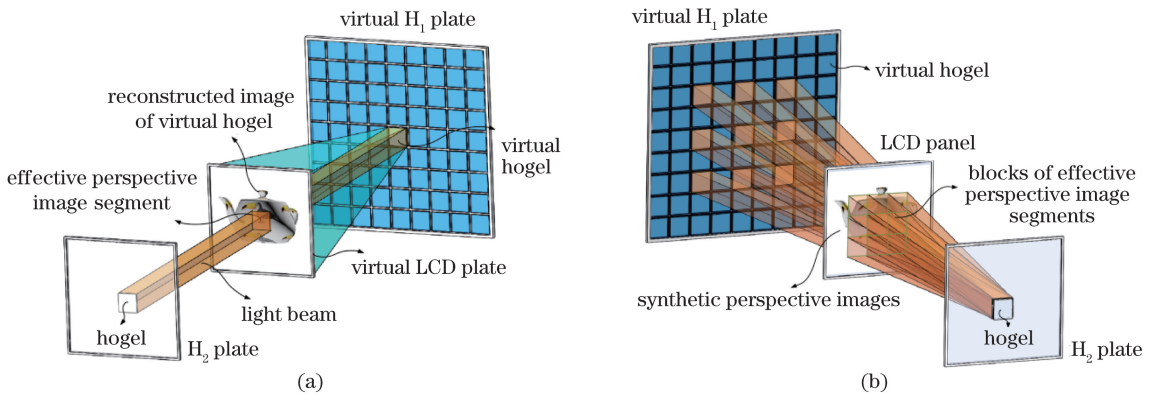 virtual H₁ plate
reconstructed image
of virtual hogel
virtual
hogel
effective perspective
image segment
virtual LCD plate
light beam
hogel
H₂ plate
(a)
virtual H₁ plate
virtual hogel
LCD panel
blocks of effective
perspective image
segments
synthetic perspective images
hogel
H₂ plate
(b)